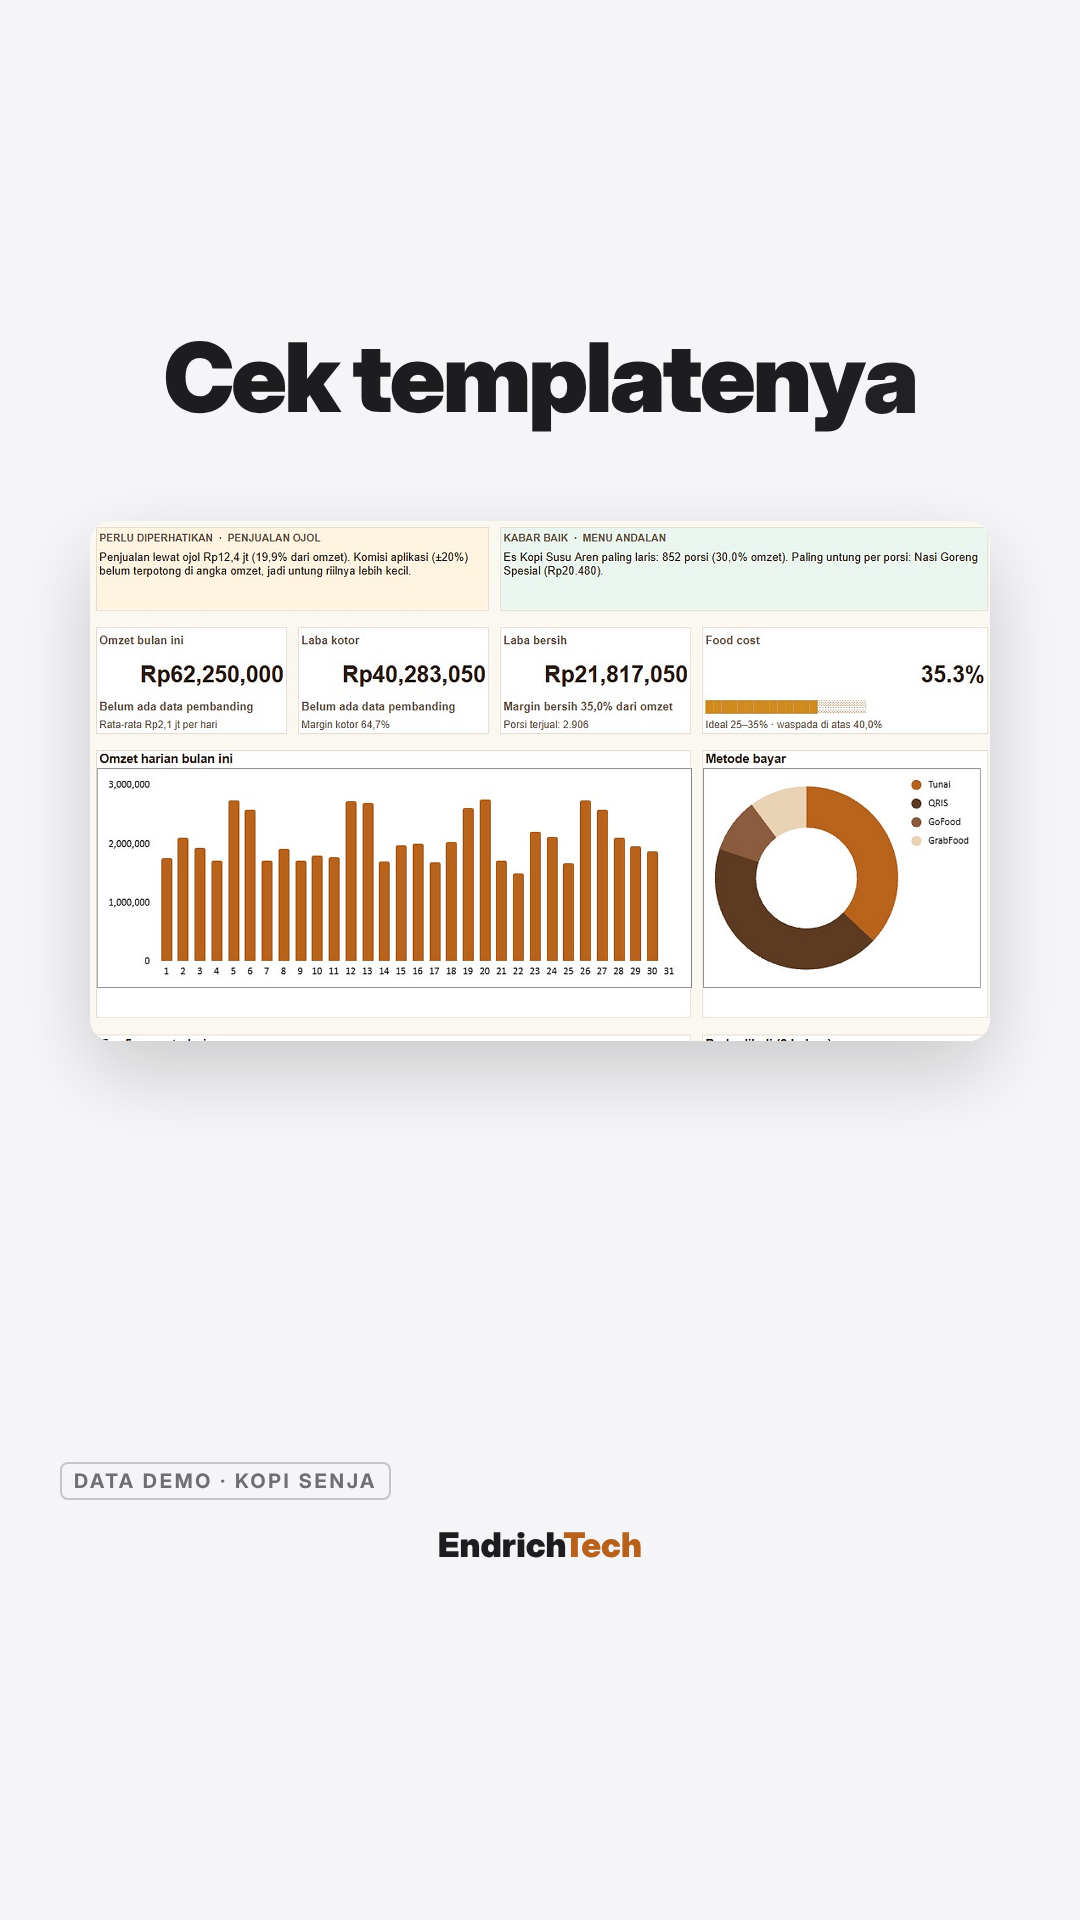 Cek templatenya
PERLU DIPERHATIKAN · PENJUALAN OJOL
Penjualan lewat ojol Rp12,4 jt (19,9% dari omzet). Komisi aplikasi (±20%)
belum terpotong di angka omzet, jadi untung riilnya lebih kecil.
KABAR BAIK · MENU ANDALAN
Es Kopi Susu Aren paling laris: 852 porsi (30,0% omzet). Paling untung per porsi: Nasi Goreng
Spesial (Rp20.480).
Omzet bulan ini
Rp62,250,000
Belum ada data pembanding
Rata-rata Rp2,1 jt per hari
Laba kotor
Rp40,283,050
Belum ada data pembanding
Margin kotor 64,7%
Laba bersih
Rp21,817,050
Margin bersih 35,0% dari omzet
Porsi terjual: 2.906
Food cost
35.3%
Ideal 25–35% · waspada di atas 40,0%
Omzet harian bulan ini
3,000,000
2,000,000
1,000,000
0
1 2 3 4 5 6 7 8 9 10 11 12 13 14 15 16 17 18 19 20 21 22 23 24 25 26 27 28 29 30 31
Metode bayar
Tunai
QRIS
GoFood
GrabFood
DATA DEMO · KOPI SENJA
EndrichTech